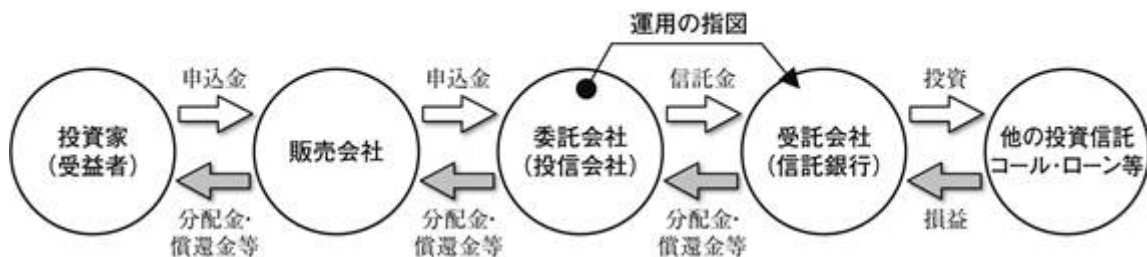 運用の指図
申込金
申込金
信託金
投資
投資家
(受益者)
販売会社
委託会社
(投信会社)
受託会社
(信託銀行)
他の投資信託
コール・ローン等
分配金・
償還金等
分配金・
償還金等
分配金・
償還金等
損益